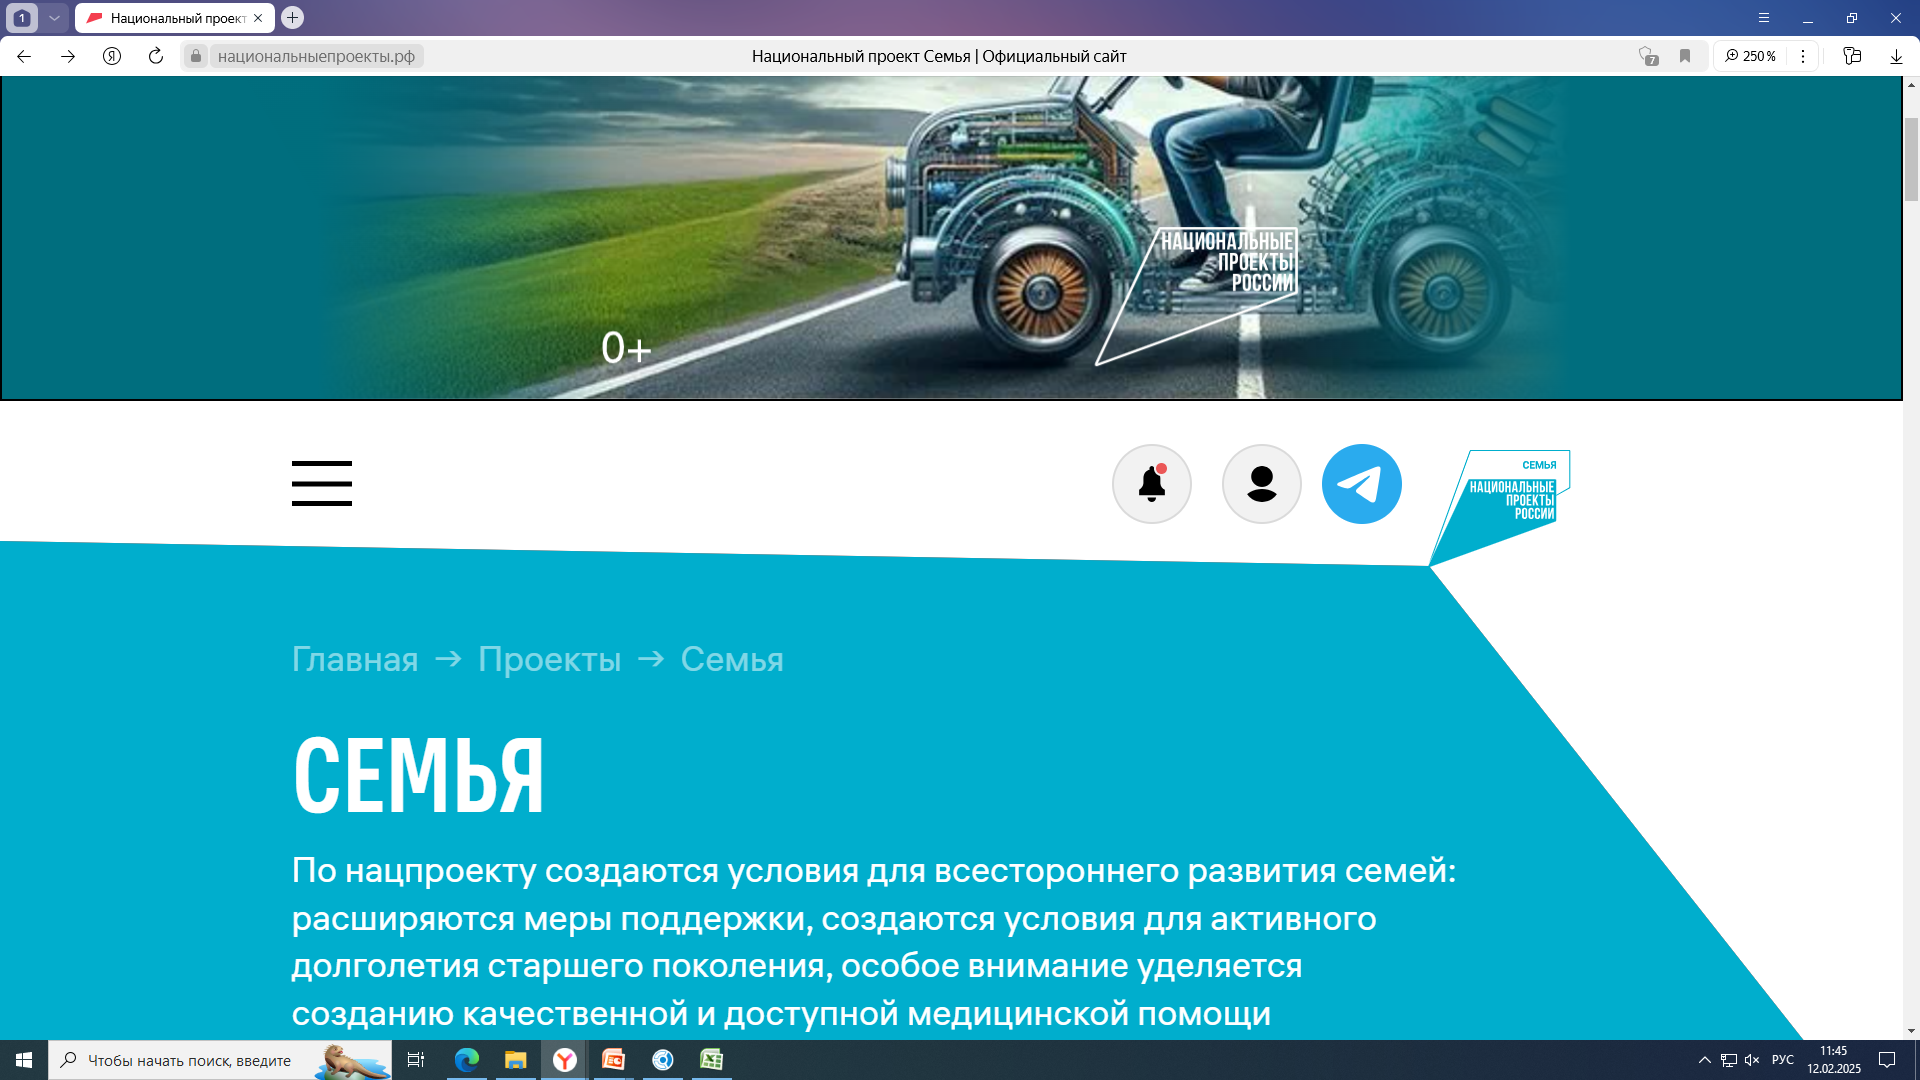 1
Национальный проект
национальныепроекты.рф
Национальный проект Семья | Официальный сайт
7
250 %
НАЦИОНАЛЬНЫЕ
ПРОЕКТЫ
РОССИИ
0+
СЕМЬЯ
НАЦИОНАЛЬНЫЕ
ПРОЕКТЫ
РОССИИ
Главная → Проекты → Семья
СЕМЬЯ
По нацпроекту создаются условия для всестороннего развития семей:
расширяются меры поддержки, создаются условия для активного
долголетия старшего поколения, особое внимание уделяется
созданию качественной и доступной медицинской помощи
Чтобы начать поиск, введите
РУС
11:45
12.02.2025